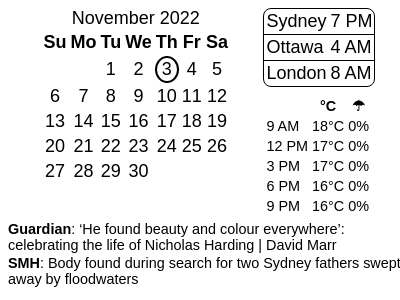 November 2022
Su Mo Tu We Th Fr Sa
1 2 3 4 5
6 7 8 9 10 11 12
13 14 15 16 17 18 19
20 21 22 23 24 25 26
27 28 29 30
Sydney 7 PM
Ottawa 4 AM
London 8 AM
°C ☂
9 AM 18°C 0%
12 PM 17°C 0%
3 PM 17°C 0%
6 PM 16°C 0%
9 PM 16°C 0%
Guardian: ‘He found beauty and colour everywhere’:
celebrating the life of Nicholas Harding | David Marr
SMH: Body found during search for two Sydney fathers swept
away by floodwaters